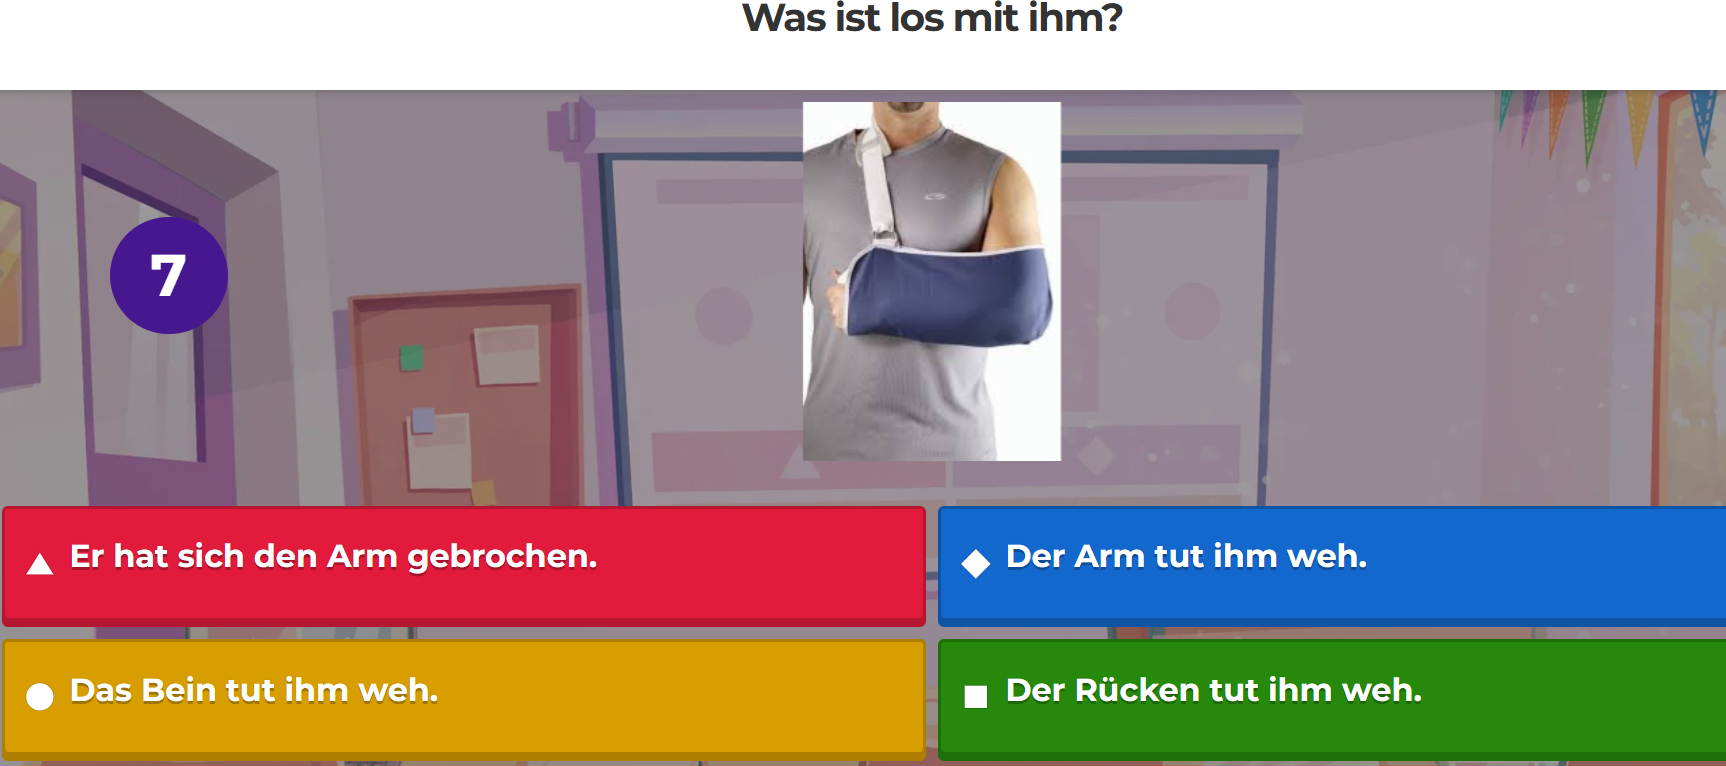 Was ist los mit ihm?
7
Er hat sich den Arm gebrochen.
Der Arm tut ihm weh.
Das Bein tut ihm weh.
Der Rücken tut ihm weh.